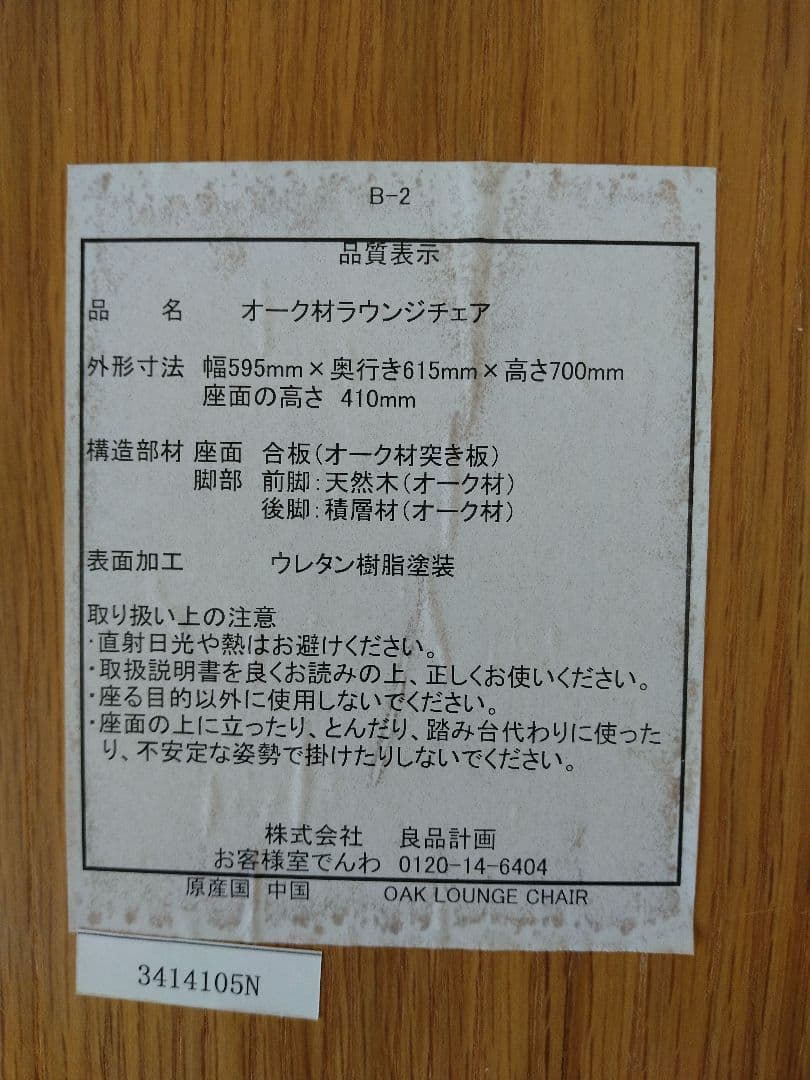 B-2
品質表示
品　　名　　オーク材ラウンジチェア
外形寸法　幅595mm×奥行き615mm×高さ700mm
座面の高さ　410mm
構造部材　座面　合板（オーク材突き板）
脚部　前脚：天然木（オーク材）
後脚：積層材（オーク材）
表面加工　　ウレタン樹脂塗装
取り扱い上の注意
・直射日光や熱はお避けください。
・取扱説明書を良くお読みの上、正しくお使いください。
・座る目的以外に使用しないでください。
・座面の上に立ったり、とんだり、踏み台代わりに使った
り、不安定な姿勢で掛けたりしないでください。
株式会社　良品計画
お客様室でんわ　0120-14-6404
原産国　中国　　OAK LOUNGE CHAIR
3414105N